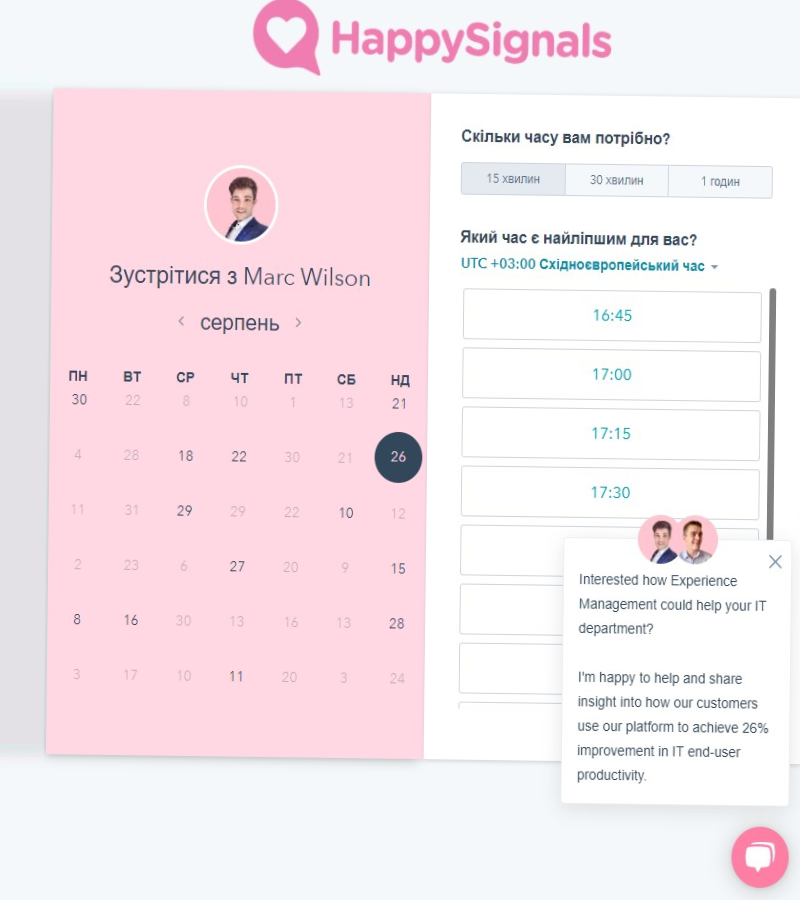 HappySignals
Зустрітися з Marc Wilson
серпень
ПН ВТ СР ЧТ ПТ СБ НД
30 22 8 10 1 13 21
4 28 18 22 30 21 26
11 31 29 29 22 10 12
2 23 6 27 20 9 15
8 16 30 13 16 13 28
3 17 10 11 20 3 24
Скільки часу вам потрібно?
15 хвилин 30 хвилин 1 годин
Який час є найліпшим для вас?
UTC +03:00 Східноєвропейський час
16:45
17:00
17:15
17:30
Interested how Experience
Management could help your IT
department?
I'm happy to help and share
insight into how our customers
use our platform to achieve 26%
improvement in IT end-user
productivity.